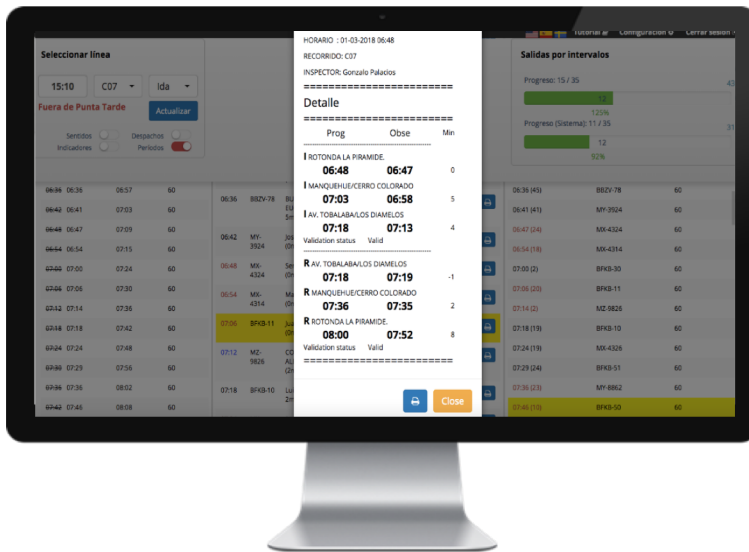 Tutorial
Configuración
Cerrar sesión
Seleccionar línea
15:10
C07
Ida
Fuera de Punta Tarde
Actualizar
Sentidos
Despachos
Indicadores
Periodos
HORARIO : 01-03-2018 06:48
RECORRIDO: C07
INSPECTOR: Gonzalo Palacios
========================
Detalle
========================
Prog Obse Min
I ROTONDA LA PIRAMIDE.
06:48 06:47 0
I MANQUEHUE/CERRO COLORADO
07:03 06:58 5
I AV. TOBALABA/LOS DIAMELOS
07:18 07:13 4
Validation status Valid
R AV. TOBALABA/LOS DIAMELOS
07:18 07:19 -1
R MANQUEHUE/CERRO COLORADO
07:36 07:35 2
R ROTONDA LA PIRAMIDE.
08:00 07:52 8
Validation status Valid
========================
Close
Salidas por intervalos
Progreso: 15 / 35
12
125%
Progreso (Sistema): 11 / 35
12
92%
06:36 06:36 06:57 60
06:42 06:41 07:03 60
06:48 06:47 07:09 60
06:54 06:54 07:15 60
07:00 07:24 60
07:06 07:06 07:30 60
07:12 07:14 07:36 60
07:18 07:18 07:42 60
07:24 07:24 07:48 60
07:29 07:56 60
07:36 07:36 08:02 60
07:42 07:46 08:08 60
06:36 BBZV-78
06:42 MY-3924
06:48 MX-4324
06:54 MX-4314
07:06 BFKB-11
07:12 MZ-9826
07:18 BFKB-10
06:36 (45) BBZV-78 60
06:41 (41) MY-3924 60
06:47 (24) MX-4324 60
06:54 (18) MX-4314 60
07:00 (2) BFKB-30 60
07:06 (20) BFKB-11 60
07:14 (2) MZ-9826 60
07:18 (19) BFKB-10 60
07:24 (19) MX-4326 60
07:29 (24) BFKB-51 60
07:36 (23) MY-8862 60
07:46 (10) BFKB-50 60